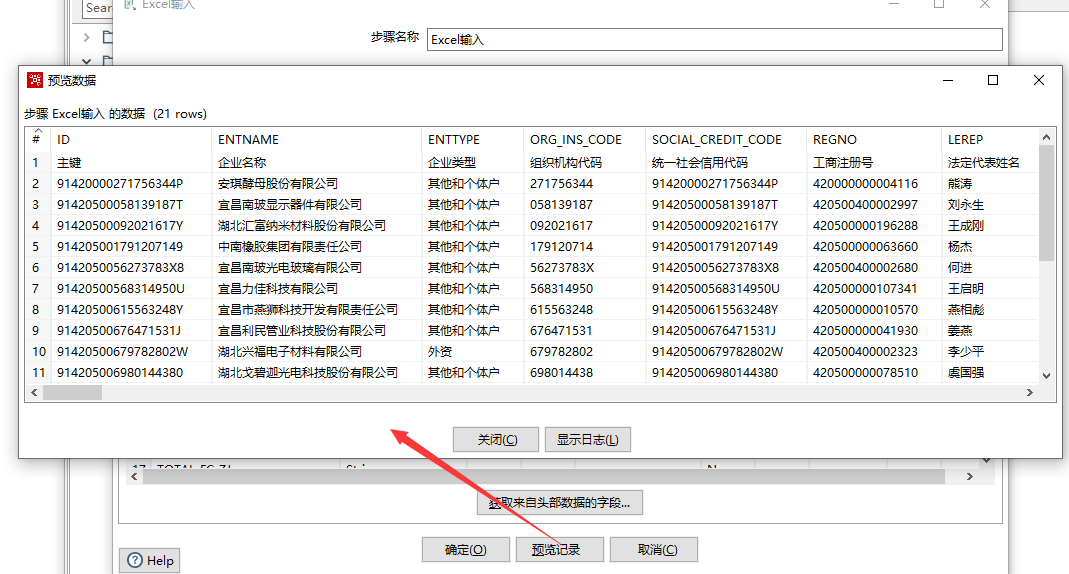 Sear
Excel输入
步骤名称 Excel输入
预览数据
步骤 Excel输入 的数据 (21 rows)
# ID ENTNAME ENTTYPE ORG_INS_CODE SOCIAL_CREDIT_CODE REGNO LEREP
1 主键 企业名称 企业类型 组织机构代码 统一社会信用代码 工商注册号 法定代表姓名
2 91420000271756344P 安琪酵母股份有限公司 其他和个体户 271756344 91420000271756344P 420000000004116 熊涛
3 91420500058139187T 宜昌南玻显示器件有限公司 其他和个体户 058139187 91420500058139187T 420500400002997 刘永生
4 91420500092021617Y 湖北汇富纳米材料股份有限公司 其他和个体户 092021617 91420500092021617Y 420500000196288 王成刚
5 914205001791207149 中南橡胶集团有限责任公司 其他和个体户 179120714 914205001791207149 420500000063660 杨杰
6 9142050056273783X8 宜昌南玻光电玻璃有限公司 其他和个体户 56273783X 9142050056273783X8 420500400002680 何进
7 91420500568314950U 宜昌力佳科技有限公司 其他和个体户 568314950 91420500568314950U 420500000107341 王启明
8 91420500615563248Y 宜昌市燕狮科技开发有限责任公司 其他和个体户 615563248 91420500615563248Y 420500000010570 燕相彪
9 91420500676471531J 宜昌利民管业科技股份有限公司 其他和个体户 676471531 91420500676471531J 420500000041930 姜燕
10 91420500679782802W 湖北兴福电子材料有限公司 外资 679782802 91420500679782802W 420500400002323 李少平
11 914205006980144380 湖北戈碧迦光电科技股份有限公司 其他和个体户 698014438 914205006980144380 420500000078510 虞国强
关闭(C) 显示日志(L)
获取来自头部数据的字段...
确定(O) 预览记录 取消(C)
Help